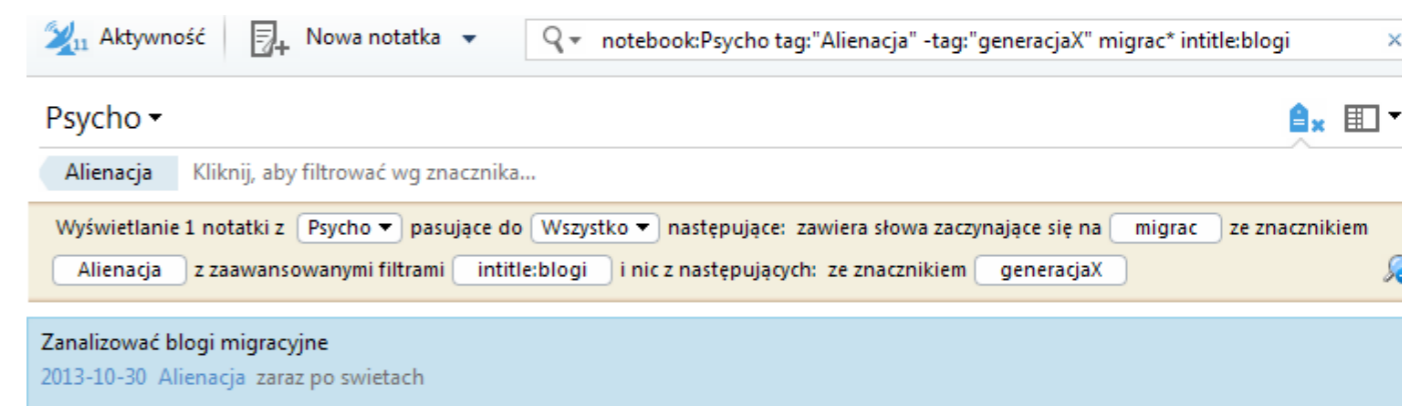 11 Aktywność Nowa notatka notebook:Psycho tag:"Alienacja" -tag:"generacjaX" migrac* intitle:blogi
Psycho
Alienacja Kliknij, aby filtrować wg znacznika...
Wyświetlanie 1 notatki z Psycho pasujące do Wszystko następujące: zawiera słowa zaczynające się na migrac ze znacznikiem
Alienacja z zaawansowanymi filtrami intitle:blogi i nic z następujących: ze znacznikiem generacjaX
Zanalizować blogi migracyjne
2013-10-30 Alienacja zaraz po swietach